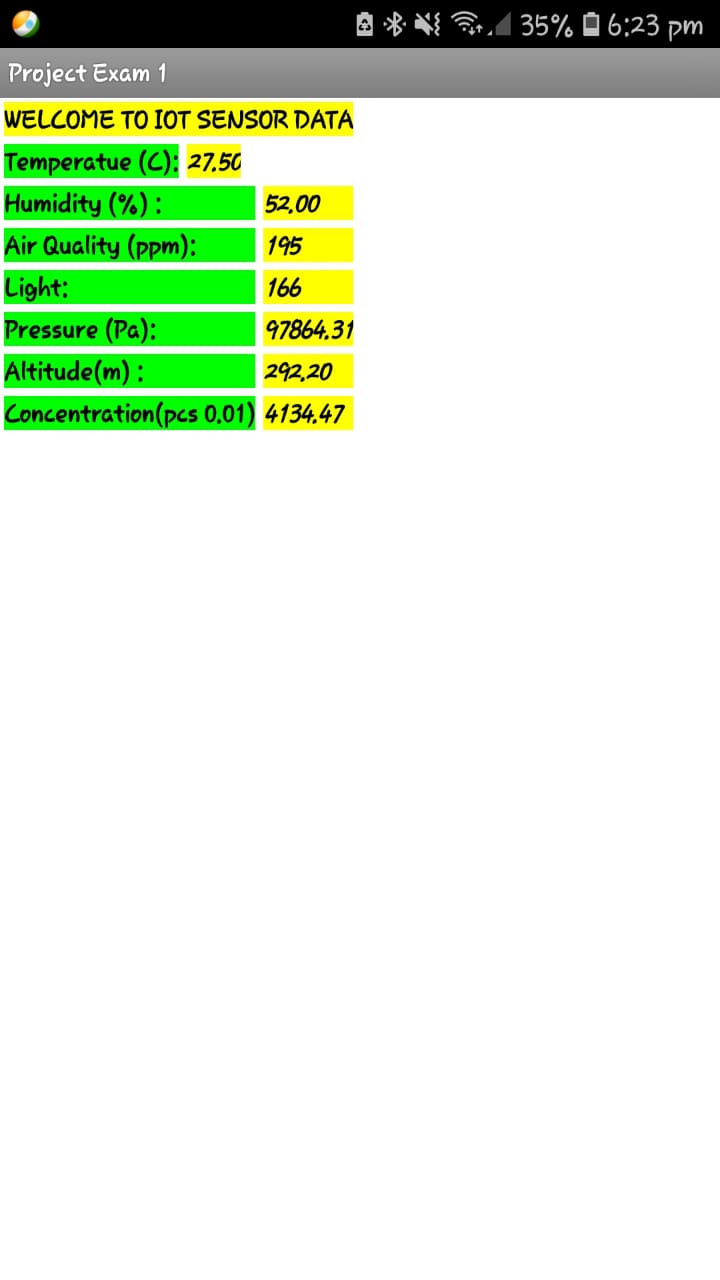 35% 6:23 pm
Project Exam 1
WELCOME TO IOT SENSOR DATA
Temperatue (C): 27.50
Humidity (%) : 52.00
Air Quality (ppm): 195
Light: 166
Pressure (Pa): 97864.31
Altitude(m) : 292.20
Concentration(pcs 0.01) 4134.47